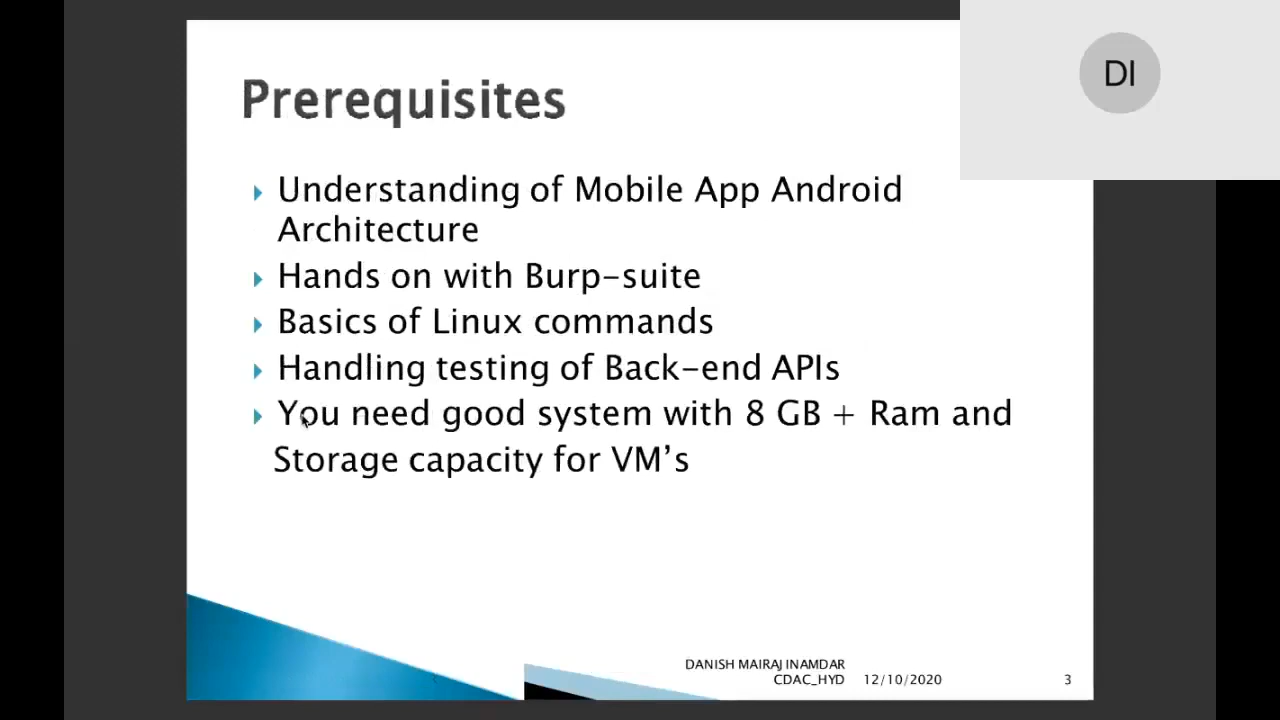 DI
Prerequisites
Understanding of Mobile App Android
Architecture
Hands on with Burp-suite
Basics of Linux commands
Handling testing of Back-end APIs
You need good system with 8 GB + Ram and
Storage capacity for VM's
DANISH MAIRAJ INAMDAR
CDAC_HYD 12/10/2020 3